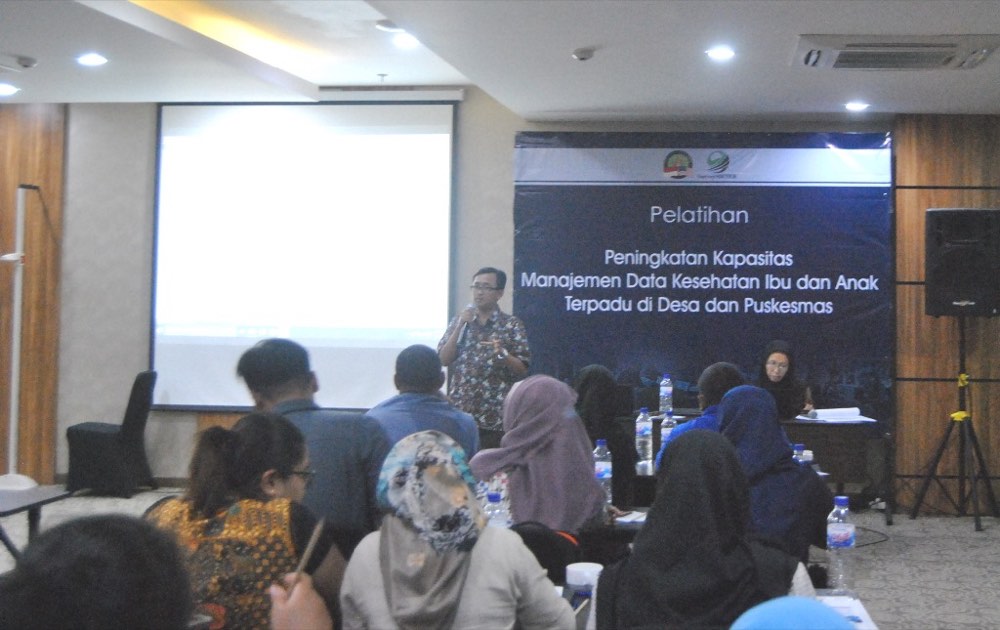 Pelatihan
Peningkatan Kapasitas
Manajemen Data Kesehatan Ibu dan Anak
Terpadu di Desa dan Puskesmas